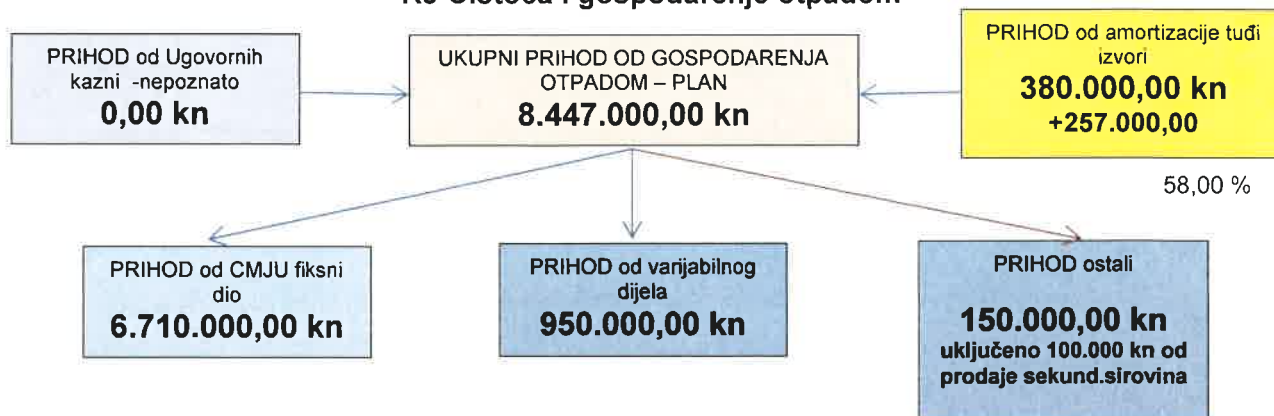 PRIHOD od Ugovornih
kazni -nepoznato
0,00 kn
UKUPNI PRIHOD OD GOSPODARENJA
OTPADOM – PLAN
8.447.000,00 kn
PRIHOD od amortizacije tuđi
izvori
380.000,00 kn
+257.000,00
58,00 %
PRIHOD od CMJU fiksni
dio
6.710.000,00 kn
PRIHOD od varijabilnog
dijela
950.000,00 kn
PRIHOD ostali
150.000,00 kn
uključeno 100.000 kn od
prodaje sekund.sirovina